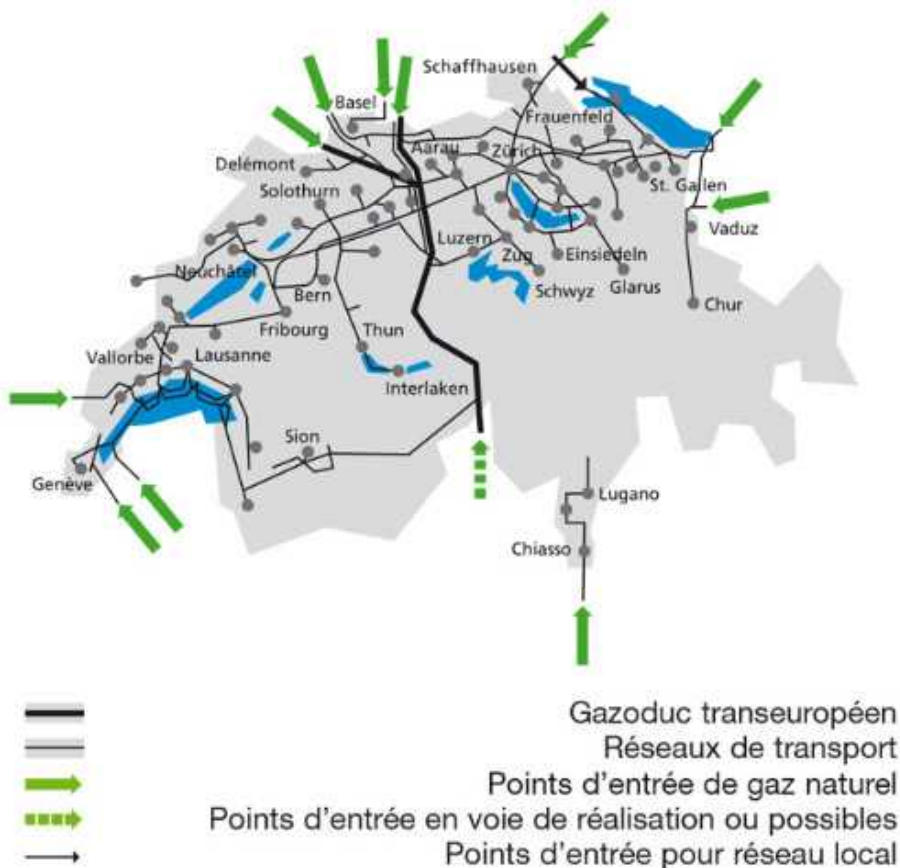 Schaffhausen
Basel
Frauenfeld
Aarau
Zürich
Delémont
Solothurn
St. Gallen
Vaduz
Luzern
Zug
Einsiedeln
Neuchâtel
Bern
Schwyz
Glarus
Chur
Fribourg
Thun
Vallorbe
Lausanne
Interlaken
Sion
Genève
Lugano
Chiasso
Gazoduc transeuropéen
Réseaux de transport
Points d'entrée de gaz naturel
Points d'entrée en voie de réalisation ou possibles
Points d'entrée pour réseau local